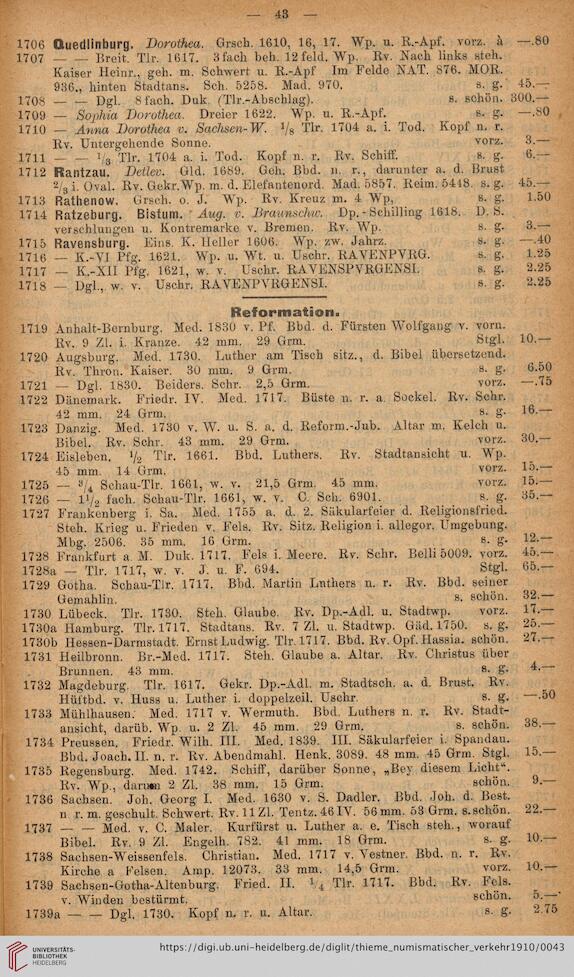 — 43 —
1706 Quedlinburg. Dorothea. Grsch. 1610, 16, 17. Wp. u. R.-Apf. vorz. à —.80
1707 — — Breit. Tlr. 1617. 3 fach beh. 12 feld. Wp. Rv. Nach links steh.
Kaiser Heinr., geh. m. Schwert u. R.-Apf Im Felde NAT. 876. MOR.
936., hinten Stadtans. Sch. 5258. Mad. 970. s. g. 45.—
1708 — — Dgl. 8 fach. Duk. (Tlr.-Abschlag). s. schön. 300.—
1709 — Sophia Dorothea. Dreier 1622. Wp. u. R.-Apf. s. g. —.80
1710 — Anna Dorothea v. Sachsen-W. 1/8 Tlr. 1704 a. i. Tod. Kopf n. r.
Rv. Untergehende Sonne. vorz. 3.—
1711 — — 1/3 Tlr. 1704 a. i. Tod. Kopf n. r. Rv. Schiff. s. g. 6.—
1712 Rantzau. Detlev. Gld. 1689. Geh. Bbd. n. r., darunter a. d. Brust
2/3 i. Oval. Rv. Gekr. Wp. m. d. Elefantenord. Mad. 5857. Reim. 5448. s. g. 45.—
1713 Rathenow. Grsch. o. J. Wp. Rv. Kreuz m. 4 Wp, s. g. 1.50
1714 Ratzeburg. Bistum. Aug. v. Braunschw. Dp.-Schilling 1618. D. S.
verschlungen u. Kontremarke v. Bremen. Rv. Wp. s. g. 3.—
1715 Ravensburg. Eins. K. Heller 1606. Wp. zw. Jahrz. s. g. —.40
1716 — K.-VI Pfg. 1621. Wp. u. Wt. u. Uschr. RAVENPVRG. s. g. 1.25
1717 — K.-XII Pfg. 1621, w. v. Uschr. RAVENSPVRGENSI. s. g. 2.25
1718 — Dgl., w. v. Uschr. RAVENPVRGENSI. s. g. 2.25
Reformation.
1719 Anhalt-Bernburg. Med. 1830 v. Pf. Bbd. d. Fürsten Wolfgang v. vorn.
Rv. 9 Zl. i. Kranze. 42 mm. 29 Grm. Stgl. 10.—
1720 Augsburg. Med. 1730. Luther am Tisch sitz., d. Bibel übersetzend.
Rv. Thron. Kaiser. 30 mm. 9 Grm. s. g. 6.50
1721 — Dgl. 1830. Beiders. Schr. 2,5 Grm. vorz. —.75
1722 Dänemark. Friedr. IV. Med. 1717. Büste n. r. a. Sockel. Rv. Schr.
42 mm. 24 Grm. s. g. 16.—
1723 Danzig. Med. 1730 v. W. u. S. a. d. Reform.-Jub. Altar m. Kelch u.
Bibel. Rv. Schr. 43 mm. 29 Grm. vorz. 30.—
1724 Eisleben. 1/2 Tlr. 1661. Bbd. Luthers. Rv. Stadtansicht u. Wp.
45 mm. 14 Grm. vorz. 15.—
1725 — 3/4 Schau-Tlr. 1661, w. v. 21,5 Grm. 45 mm. vorz. 15.—
1726 — 1 1/2 fach. Schau-Tlr. 1661, w. v. C. Sch. 6901. s. g. 35.—
1727 Frankenberg i. Sa. Med. 1755 a. d. 2. Säkularfeier d. Religionsfried.
Steh. Krieg u. Frieden v. Fels. Rv. Sitz. Religion i. allegor. Umgebung.
Mbg. 2506. 35 mm. 16 Grm. s. g. 12.—
1728 Frankfurt a. M. Duk. 1717. Fels i. Meere. Rv. Schr. Belli 5009. vorz. 45.—
1728a — Tlr. 1717, w. v. J. u. F. 694. Stgl. 65.—
1729 Gotha. Schau-Tlr. 1717. Bbd. Martin Luthers n. r. Rv. Bbd. seiner
Gemahlin. s. schön. 32.—
1730 Lübeck. Tlr. 1730. Steh. Glaube. Rv. Dp.-Adl. u. Stadtwp. vorz. 17.—
1730a Hamburg. Tlr. 1717. Stadtans. Rv. 7 Zl. u. Stadtwp. Gäd. 1750. s. g. 25.—
1730b Hessen-Darmstadt. Ernst Ludwig. Tlr. 1717. Bbd. Rv. Opf. Hassia. schön. 27.—
1731 Heilbronn. Br.-Med. 1717. Steh. Glaube a. Altar. Rv. Christus über
Brunnen. 43 mm. s. g. 4.—
1732 Magdeburg. Tlr. 1617. Gekr. Dp.-Adl. m. Stadtsch. a. d. Brust. Rv.
Hüftbd. v. Huss u. Luther i. doppelzeil. Uschr. s. g. —.50
1733 Mühlhausen. Med. 1717 v. Wermuth. Bbd. Luthers n. r. Rv. Stadt-
ansicht, darüb. Wp. u. 2 Zl. 45 mm. 29 Grm. s. schön. 38.—
1734 Preussen. Friedr. Wilh. III. Med. 1839. III. Säkularfeier i. Spandau.
Bbd. Joach. II. n. r. Rv. Abendmahl. Henk. 3089. 48 mm. 45 Grm. Stgl. 15.—
1735 Regensburg. Med. 1742. Schiff, darüber Sonne, „Bey diesem Licht“.
Rv. Wp., darum 2 Zl. 38 mm. 15 Grm. schön. 9.—
1736 Sachsen. Joh. Georg I. Med. 1630 v. S. Dadler. Bbd. Joh. d. Best.
n r. m. geschult. Schwert. Rv. 11 Zl. Tentz. 46 IV. 56 mm. 53 Grm. s. schön. 22.—
1737 — — Med. v. C. Maler. Kurfürst u. Luther a. e. Tisch steh., worauf
Bibel. Rv. 9 Zl. Engelh. 782. 41 mm. 18 Grm. s. g. 10.—
1738 Sachsen-Weissenfels. Christian. Med. 1717 v. Vestner. Bbd. n. r. Rv.
Kirche a Felsen. Amp. 12073. 33 mm. 14,5 Grm. vorz. 10.—
1739 Sachsen-Gotha-Altenburg. Fried. II. 1/4 Tlr. 1717. Bbd. Rv. Fels.
v. Winden bestürmt. schön. 5.—
1739a — — Dgl. 1730. Kopf n. r. u. Altar. s. g. 2.75
UNIVERSITÄTS-
BIBLIOTHEK
HEIDELBERG
https://digi.ub.uni-heidelberg.de/diglit/thieme_numismatischer_verkehr1910/0043